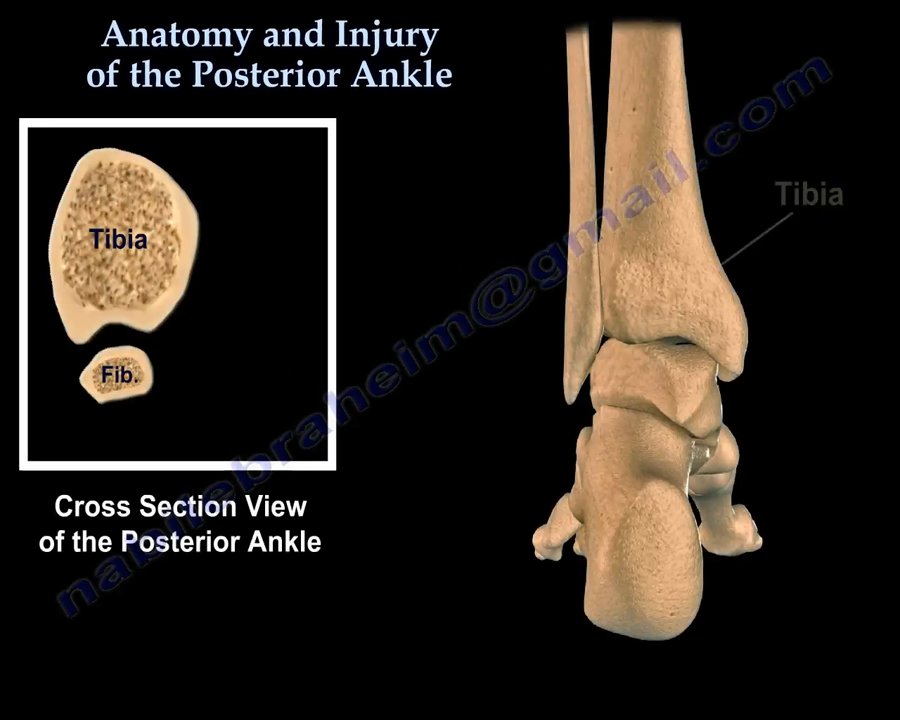 Anatomy and Injury
of the Posterior Ankle
Tibia
Fib.
Cross Section View
of the Posterior Ankle
Tibia
nabilebraheim@gmail.com